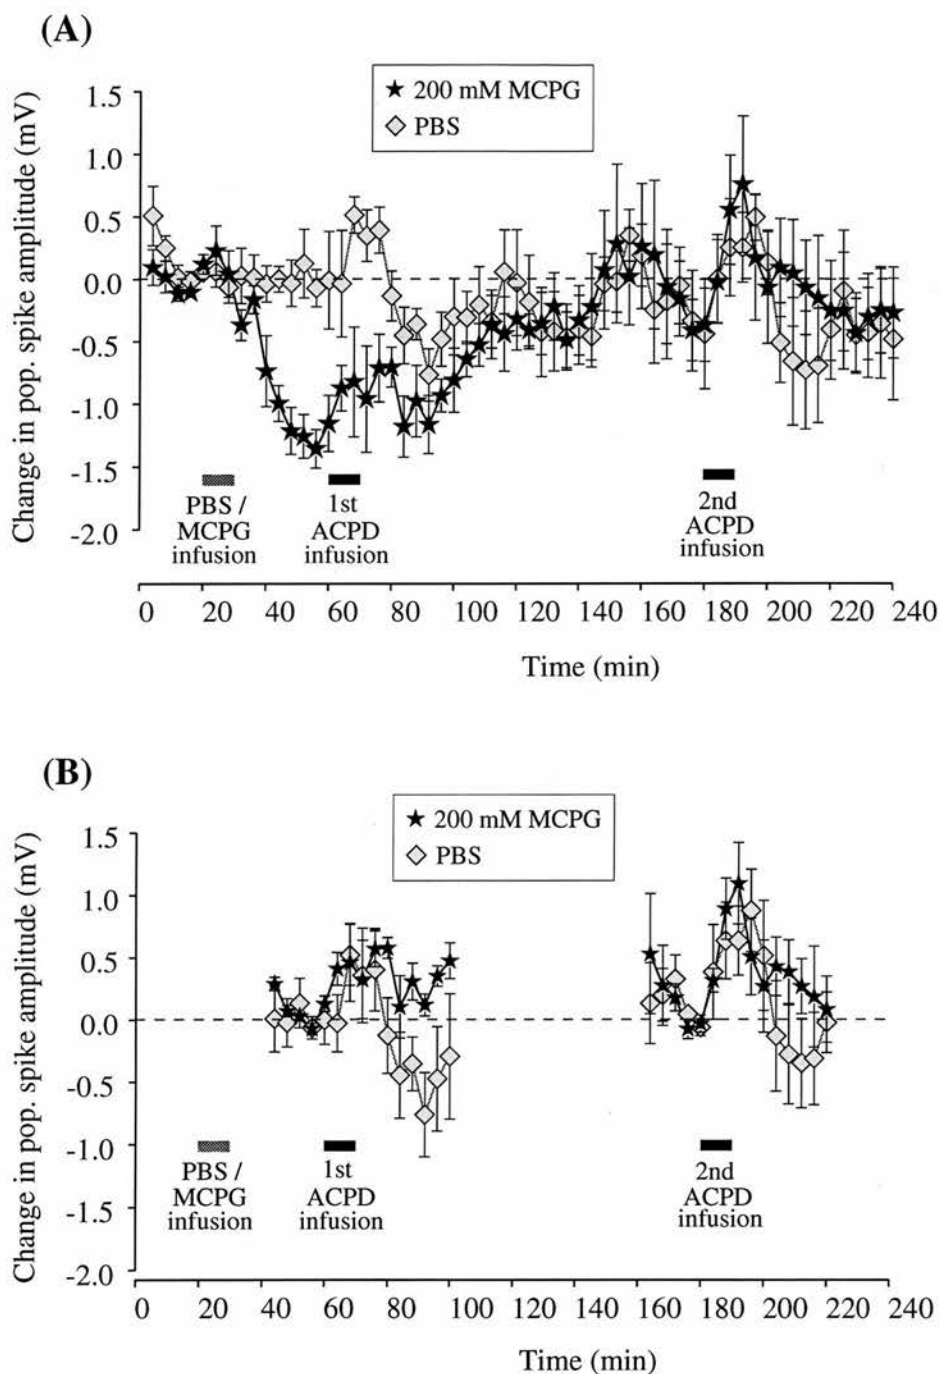 (A)
★ 200 mM MCPG
◇ PBS
Change in pop. spike amplitude (mV)
1.5
1.0
0.5
0.0
-0.5
-1.0
-1.5
-2.0
PBS /
MCPG
infusion
1st
ACPD
infusion
2nd
ACPD
infusion
0 20 40 60 80 100 120 140 160 180 200 220 240
Time (min)
(B)
★ 200 mM MCPG
◇ PBS
Change in pop. spike amplitude (mV)
1.5
1.0
0.5
0.0
-0.5
-1.0
-1.5
-2.0
PBS /
MCPG
infusion
1st
ACPD
infusion
2nd
ACPD
infusion
0 20 40 60 80 100 120 140 160 180 200 220 240
Time (min)